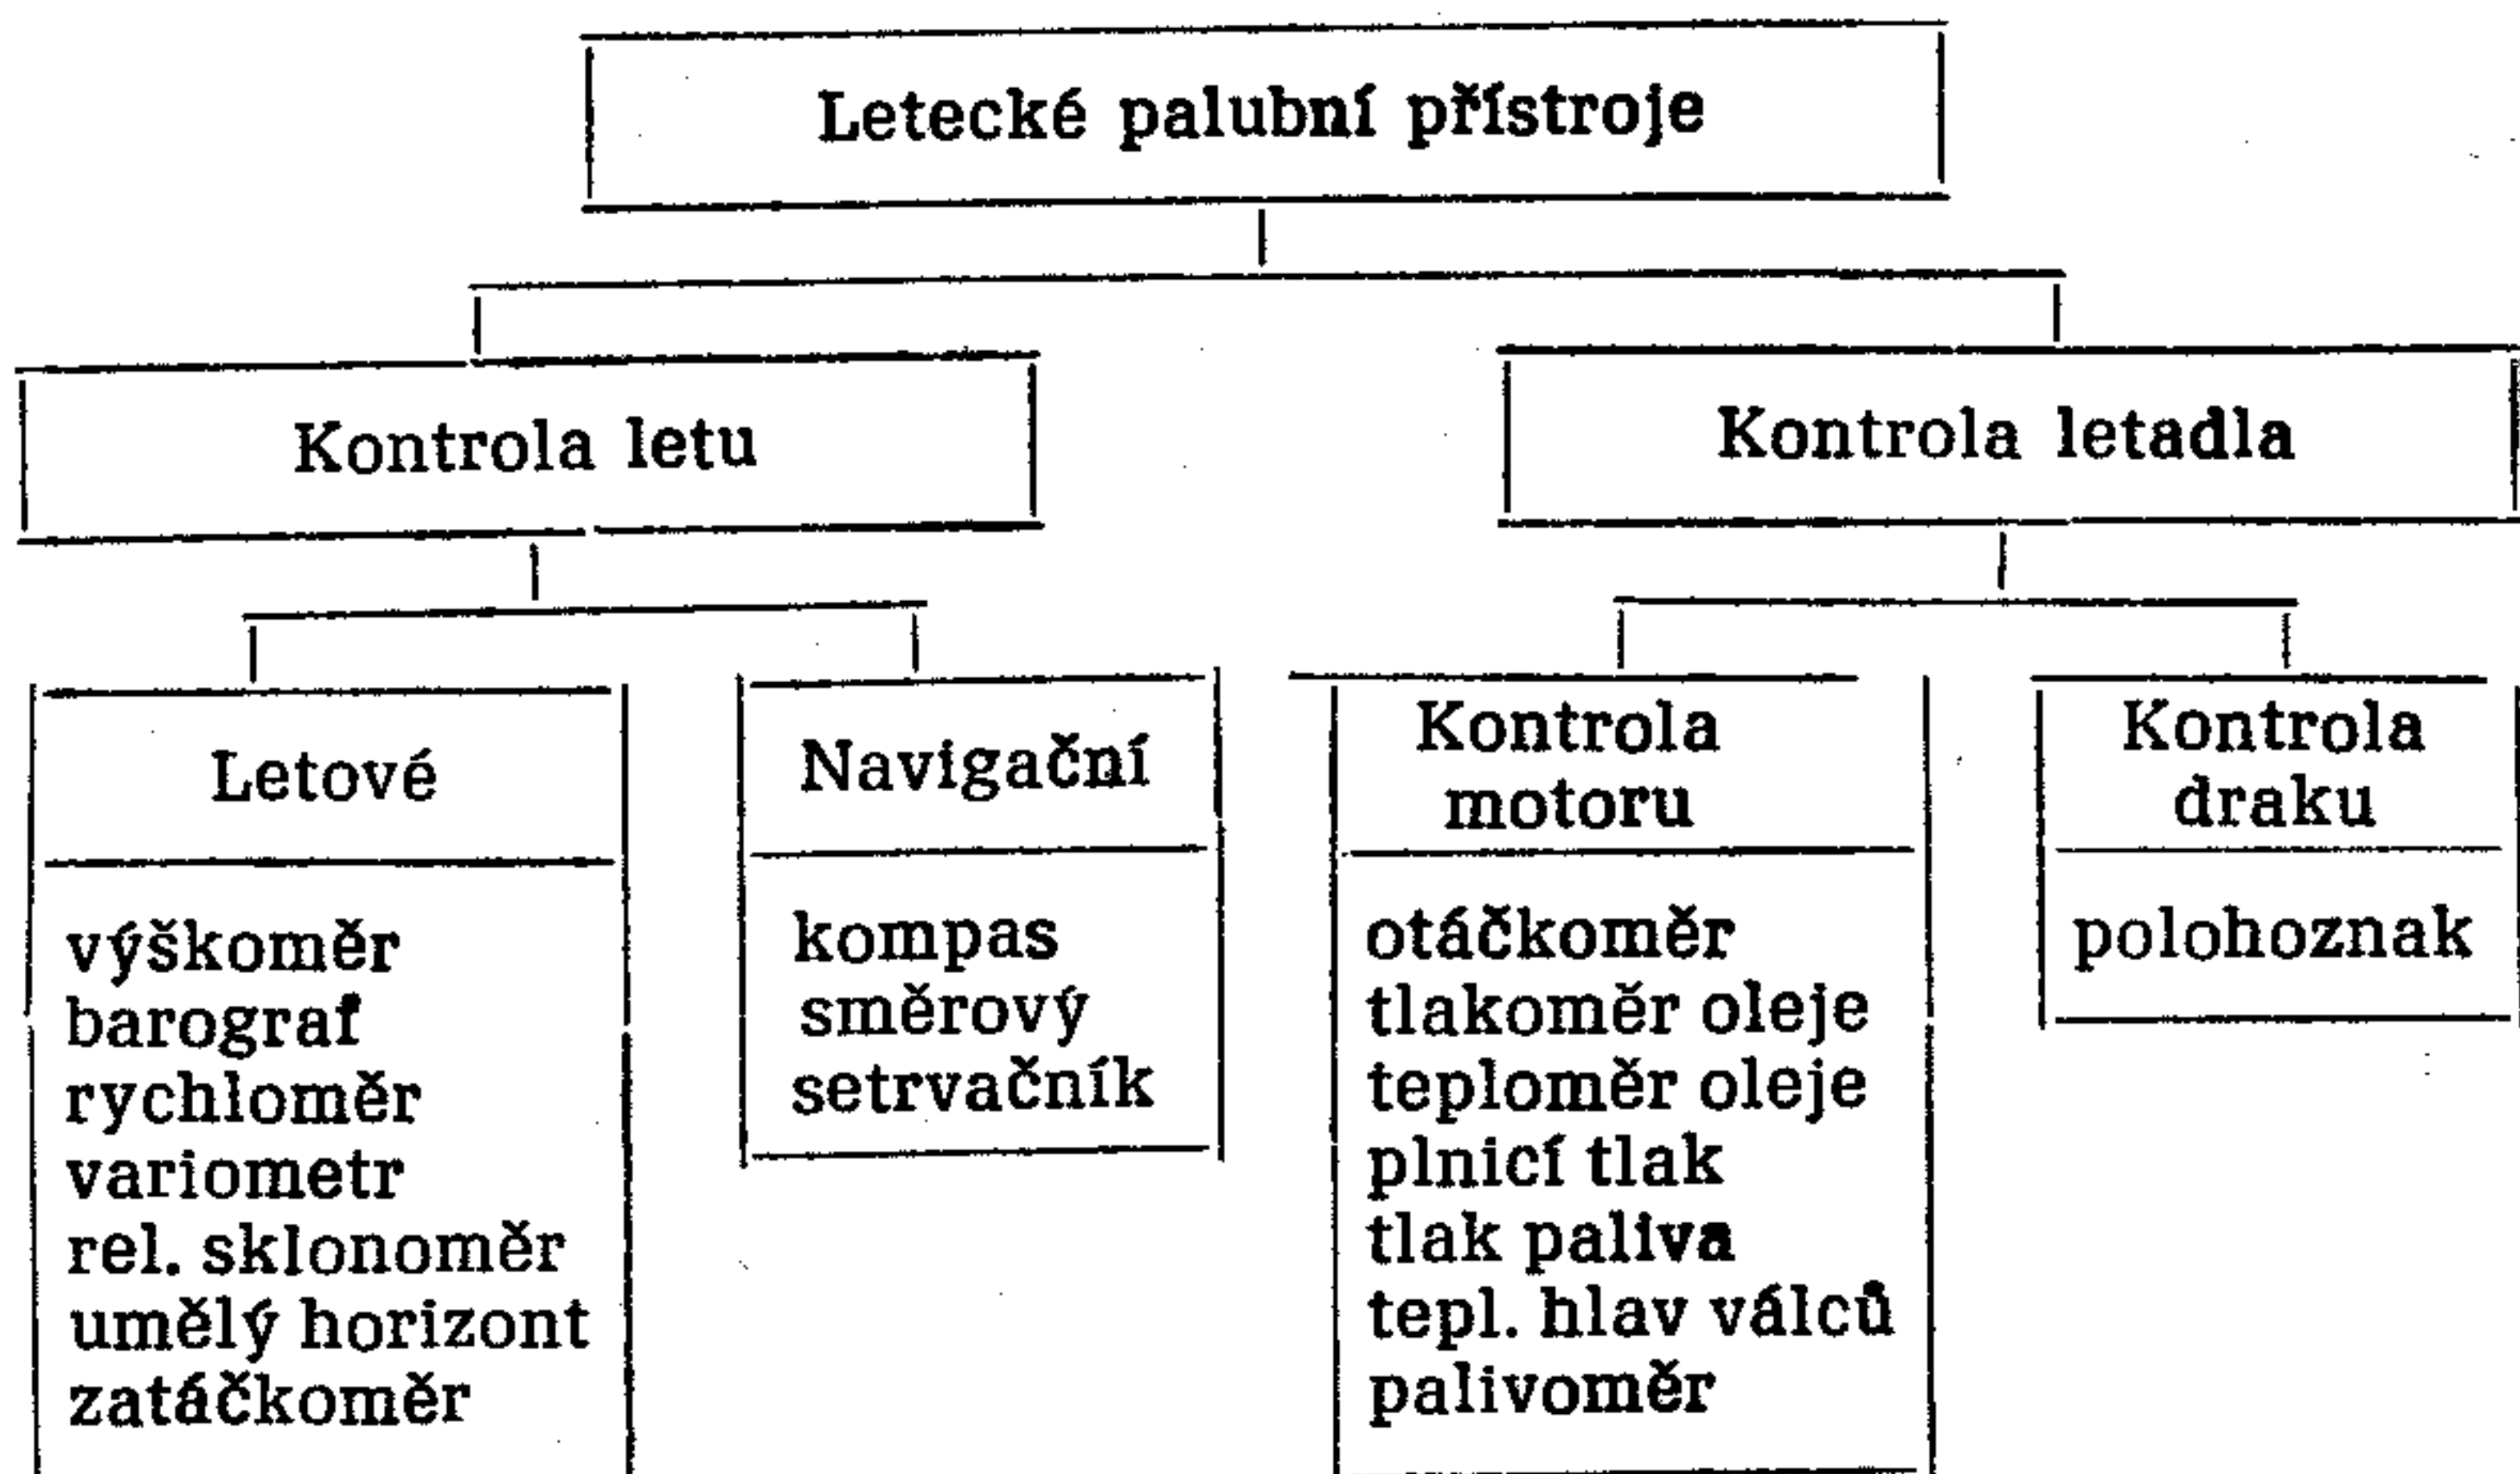 Letecké palubní přístroje
Kontrola letu
Kontrola letadla
Letové
výškoměr
barograf
rychloměr
variometr
rel. sklonoměr
umělý horizont
zatáčkoměr
Navigační
kompas
směrový
setrvačník
Kontrola
motoru
otáčkoměr
tlakoměr oleje
teploměr oleje
plnicí tlak
tlak paliva
tepl. hlav válců
palivoměr
Kontrola
draku
polohoznak